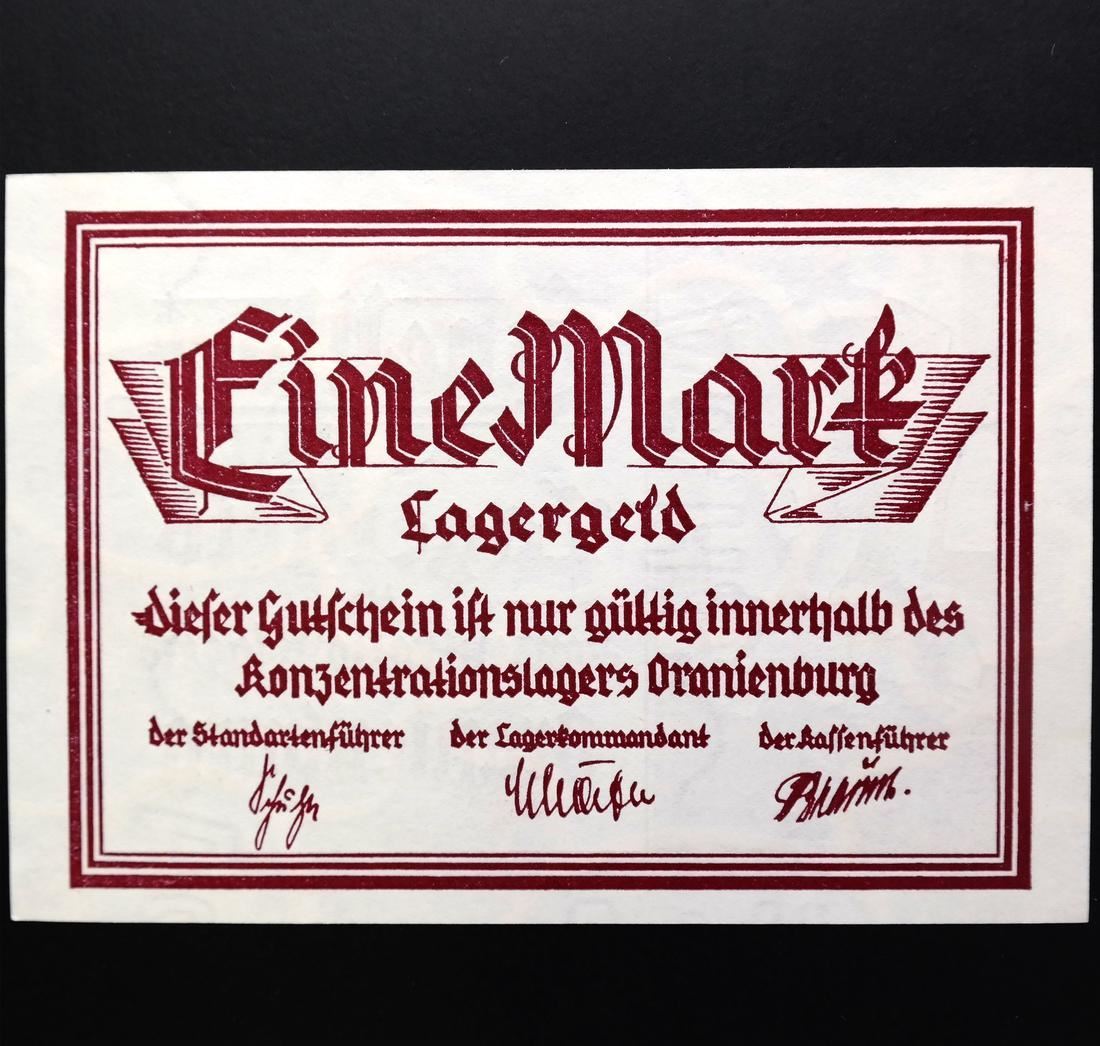 Eine Mark
Lagergeld
dieser Gutschein ist nur gültig innerhalb des
Konzentrationslagers Oranienburg
der Standartenführer der Lagerkommandant der Kassenführer